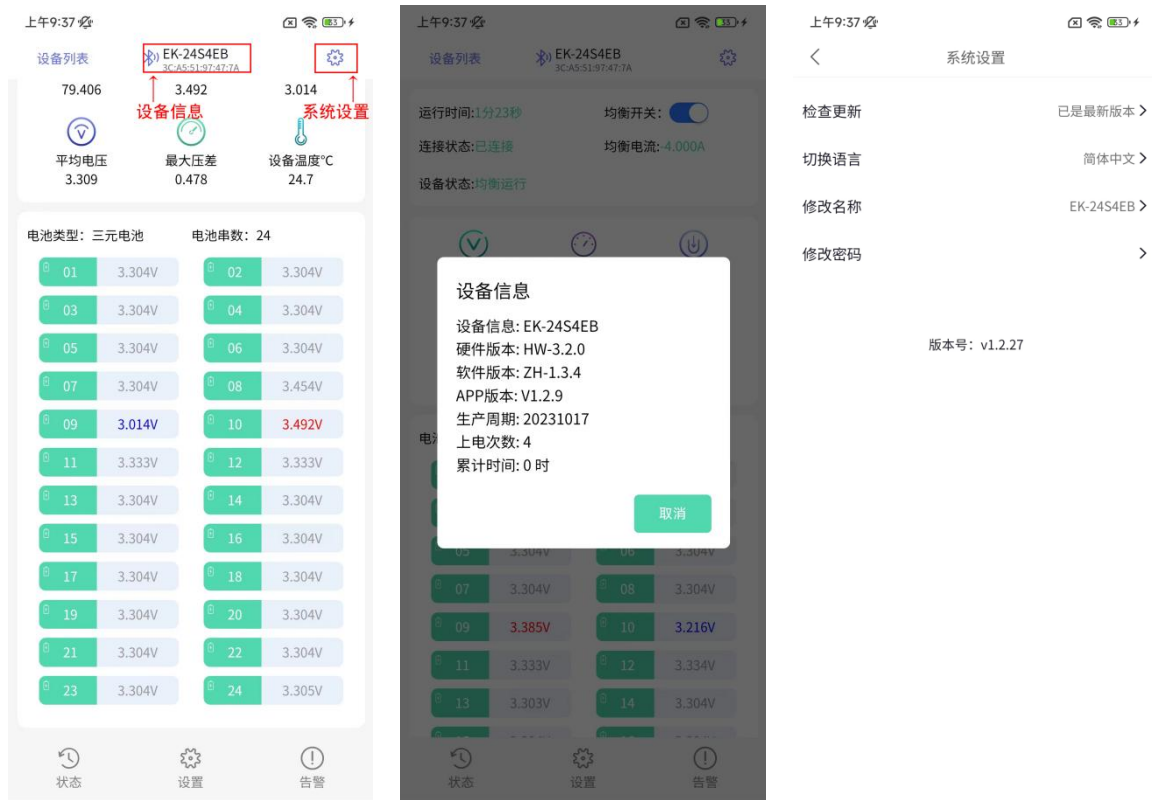 上午9:37
83
设备列表
EK-24S4EB
3C:A5:51:97:47:7A
设备信息
系统设置
79.406 3.492 3.014
平均电压 最大压差 设备温度℃
3.309 0.478 24.7
电池类型：三元电池 电池串数：24
01 3.304V 02 3.304V
03 3.304V 04 3.304V
05 3.304V 06 3.304V
07 3.304V 08 3.454V
09 3.014V 10 3.492V
11 3.333V 12 3.333V
13 3.304V 14 3.304V
15 3.304V 16 3.304V
17 3.304V 18 3.304V
19 3.304V 20 3.304V
21 3.304V 22 3.304V
23 3.304V 24 3.305V
状态 设置 告警
上午9:37
设备列表
EK-24S4EB
3C:A5:51:97:47:7A
运行时间:1分23秒 均衡开关:
连接状态:已连接 均衡电流:-4.000A
设备状态:均衡运行
设备信息
设备信息: EK-24S4EB
硬件版本: HW-3.2.0
软件版本: ZH-1.3.4
APP版本: V1.2.9
生产周期: 20231017
上电次数: 4
累计时间: 0 时
取消
05 3.304V 06 3.304V
07 3.304V 08 3.304V
09 3.385V 10 3.216V
11 3.333V 12 3.334V
13 3.303V 14 3.304V
状态 设置 告警
上午9:37
83
系统设置
检查更新 已是最新版本
切换语言 简体中文
修改名称 EK-24S4EB
修改密码
版本号：v1.2.27